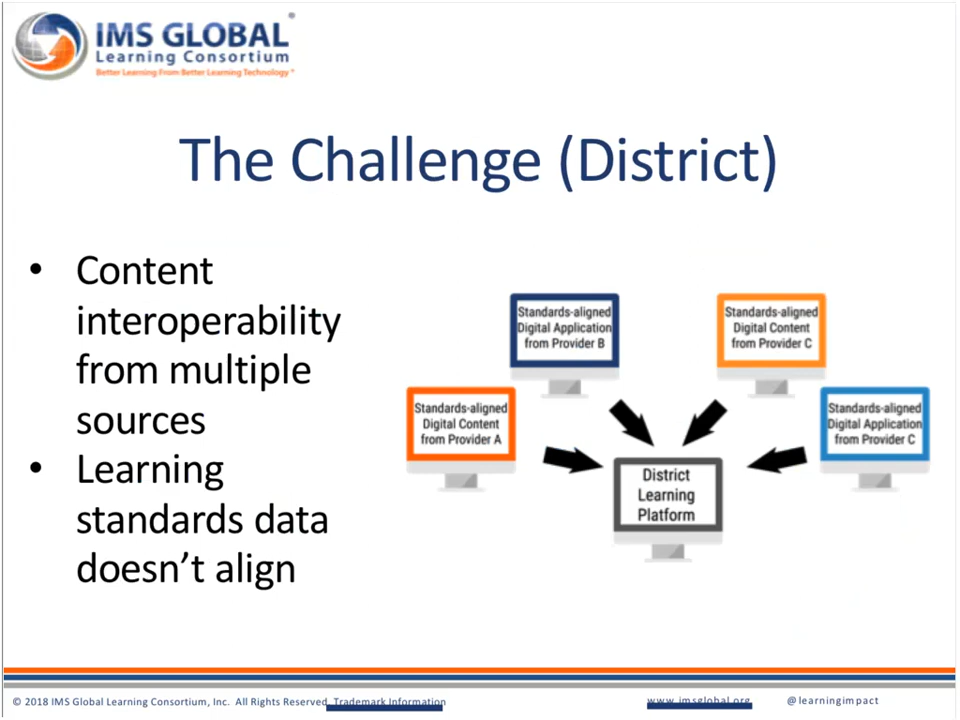 IMS GLOBAL
Learning Consortium
Better Learning From Better Learning Technology
The Challenge (District)
• Content
interoperability
from multiple
sources
• Learning
standards data
doesn't align
Standards-aligned
Digital Application
from Provider B
Standards-aligned
Digital Content
from Provider C
Standards-aligned
Digital Content
from Provider A
Standards-aligned
Digital Application
from Provider C
District
Learning
Platform
© 2018 IMS Global Learning Consortium, Inc. All Rights Reserved. Trademark Information
www.imsglobal.org
@learningimpact